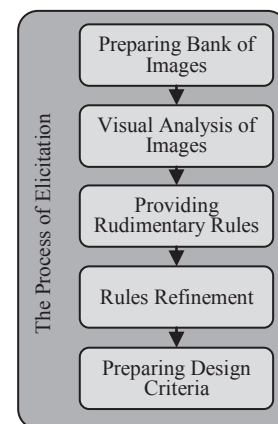 The Process of Elicitation
Preparing Bank of
Images
Visual Analysis of
Images
Providing
Rudimentary Rules
Rules Refinement
Preparing Design
Criteria